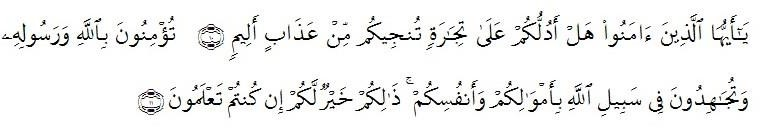 يَٰٓأَيُّهَا ٱلَّذِينَ ءَامَنُوا۟ هَلْ أَدُلُّكُمْ عَلَىٰ تِجَٰرَةٍۢ تُنجِيكُم مِّنْ عَذَابٍ أَلِيمٍۢ ۝١٠ تُؤْمِنُونَ بِٱللَّهِ وَرَسُولِهِۦ
وَتُجَٰهِدُونَ فِى سَبِيلِ ٱللَّهِ بِأَمْوَٰلِكُمْ وَأَنفُسِكُمْ ۚ ذَٰلِكُمْ خَيْرٌۭ لَّكُمْ إِن كُنتُمْ تَعْلَمُونَ ۝١١